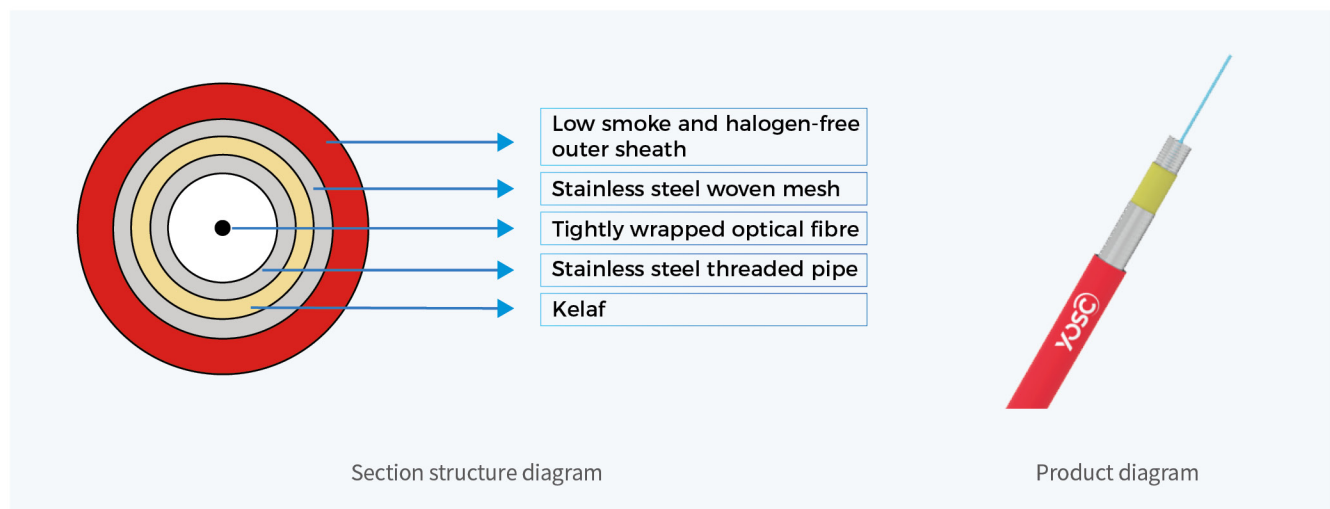 Low smoke and halogen-free
outer sheath
Stainless steel woven mesh
Tightly wrapped optical fibre
Stainless steel threaded pipe
Kelaf
YOSC
Section structure diagram
Product diagram